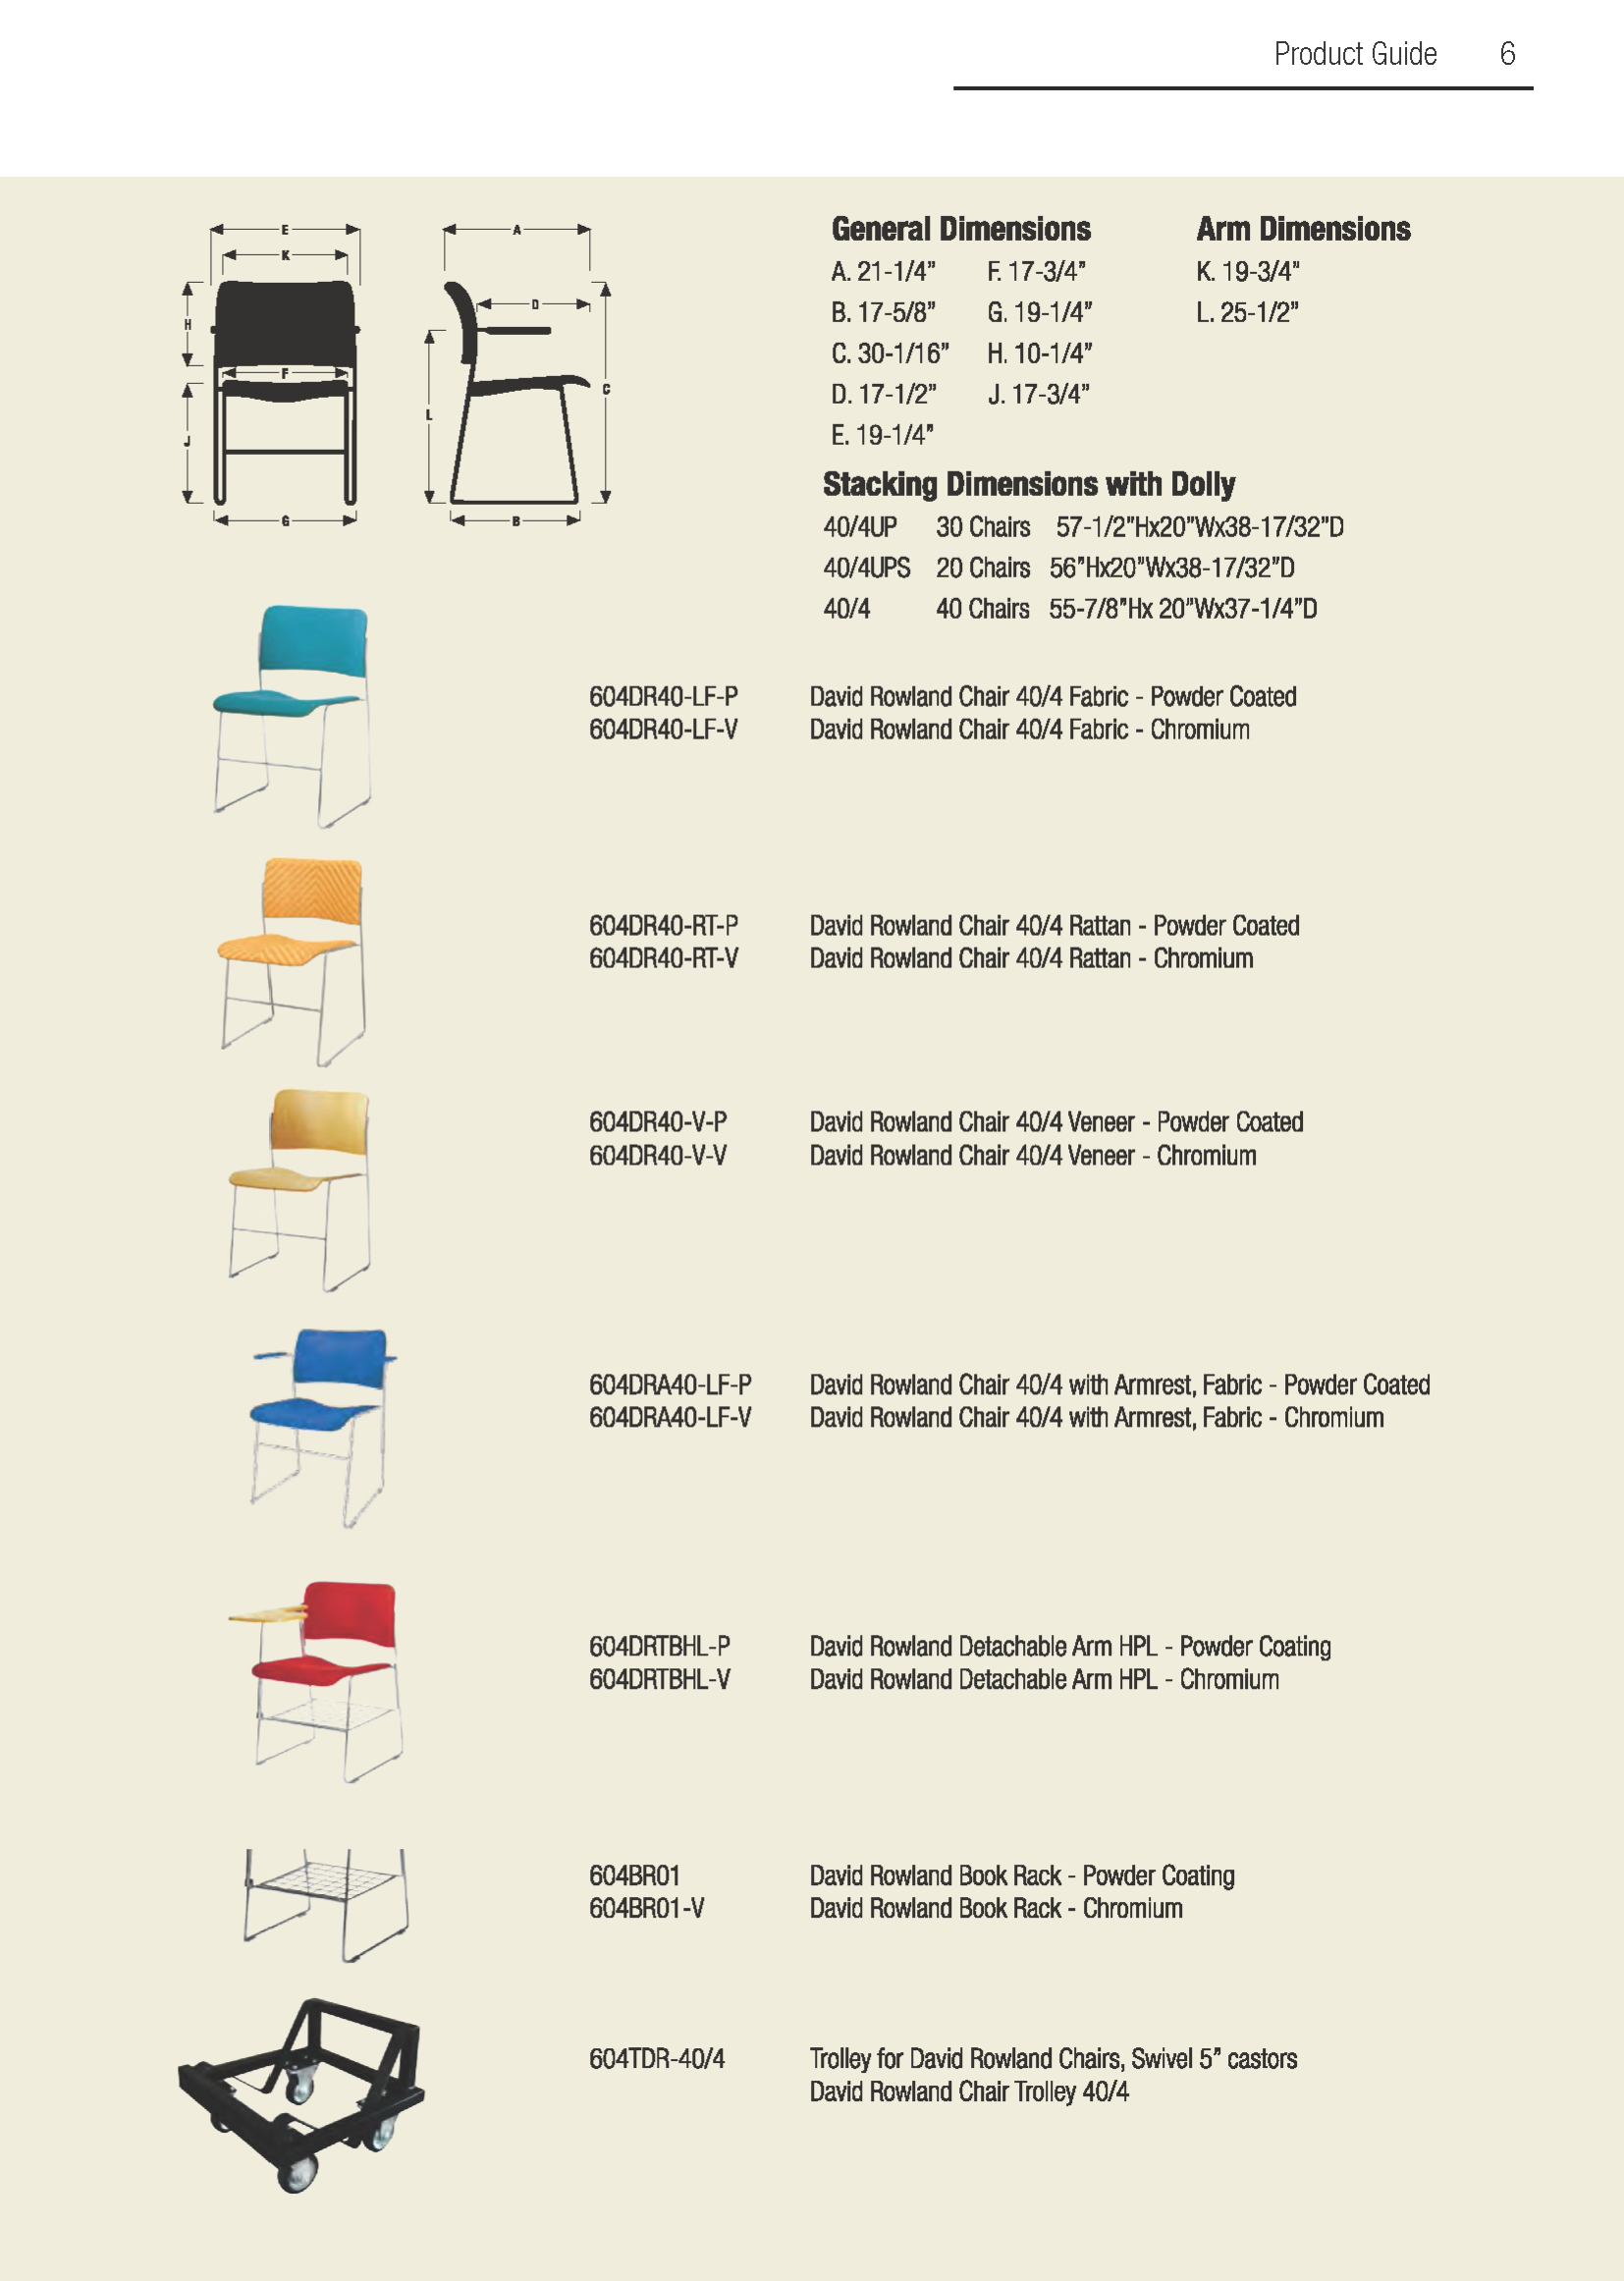 Product Guide 6
E
K
H
F
J
G
A
D
C
L
B
General Dimensions
A. 21-1/4” F. 17-3/4”
B. 17-5/8” G. 19-1/4”
C. 30-1/16” H. 10-1/4”
D. 17-1/2” J. 17-3/4”
E. 19-1/4”
Arm Dimensions
K. 19-3/4”
L. 25-1/2”
Stacking Dimensions with Dolly
40/4UP 30 Chairs 57-1/2”Hx20”Wx38-17/32”D
40/4UPS 20 Chairs 56”Hx20”Wx38-17/32”D
40/4 40 Chairs 55-7/8”Hx 20”Wx37-1/4”D
604DR40-LF-P David Rowland Chair 40/4 Fabric - Powder Coated
604DR40-LF-V David Rowland Chair 40/4 Fabric - Chromium
604DR40-RT-P David Rowland Chair 40/4 Rattan - Powder Coated
604DR40-RT-V David Rowland Chair 40/4 Rattan - Chromium
604DR40-V-P David Rowland Chair 40/4 Veneer - Powder Coated
604DR40-V-V David Rowland Chair 40/4 Veneer - Chromium
604DRA40-LF-P David Rowland Chair 40/4 with Armrest, Fabric - Powder Coated
604DRA40-LF-V David Rowland Chair 40/4 with Armrest, Fabric - Chromium
604DRTBHL-P David Rowland Detachable Arm HPL - Powder Coating
604DRTBHL-V David Rowland Detachable Arm HPL - Chromium
604BR01 David Rowland Book Rack - Powder Coating
604BR01-V David Rowland Book Rack - Chromium
604TDR-40/4 Trolley for David Rowland Chairs, Swivel 5” castors
David Rowland Chair Trolley 40/4